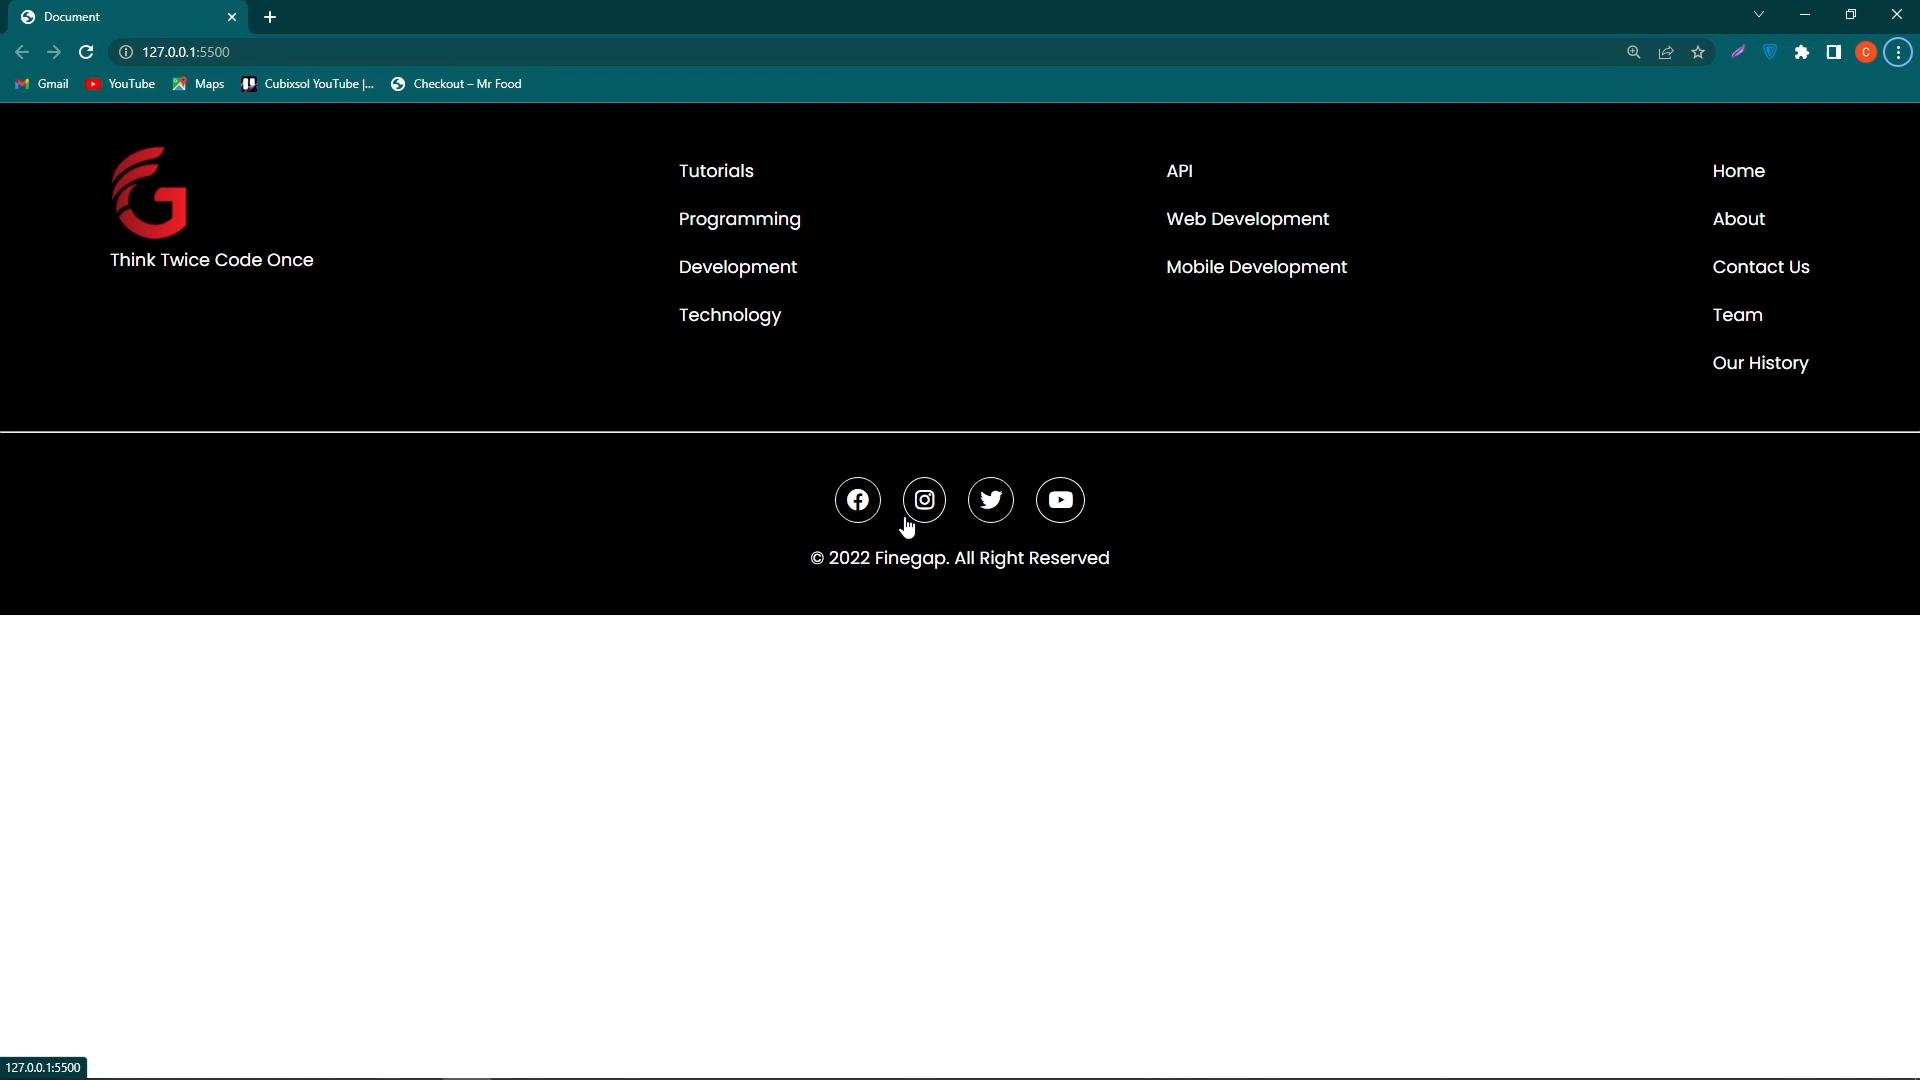 Document
127.0.0.1:5500
C
Gmail
YouTube
Maps
Cubixsol YouTube |...
Checkout – Mr Food
G
Think Twice Code Once
Tutorials
Programming
Development
Technology
API
Web Development
Mobile Development
Home
About
Contact Us
Team
Our History
© 2022 Finegap. All Right Reserved
127.0.0.1:5500